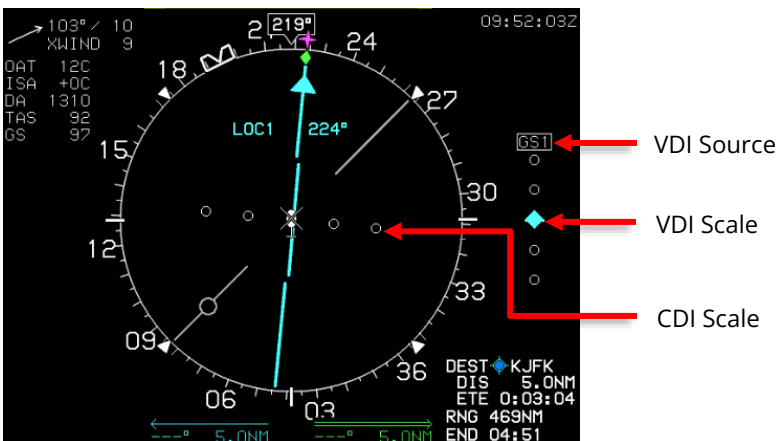 103°/ 10
XWIND 9
OAT 12C
ISA +0C
DA 1310
TAS 92
GS 97
09:52:03Z
219°
2
24
27
30
33
36
03
06
09
12
15
18
LOC1 224°
GS1
VDI Source
VDI Scale
CDI Scale
DEST KJFK
DIS 5.0NM
ETE 0:03:04
RNG 469NM
END 04:51
---° 5.0NM
---° 5.0NM